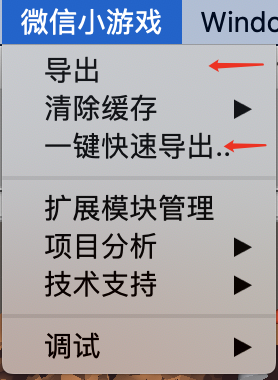 微信小游戏 Windo
导出
清除缓存
一键快速导出..
扩展模块管理
项目分析
技术支持
调试